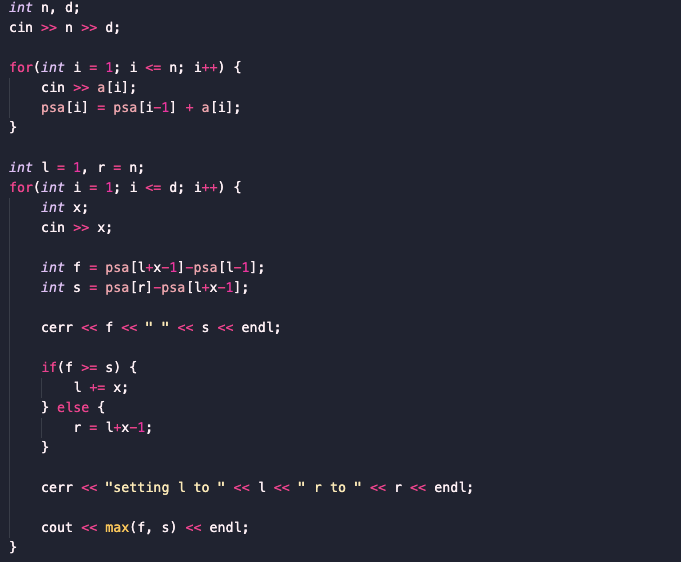 int n, d;
cin >> n >> d;

for(int i = 1; i <= n; i++) {
    cin >> a[i];
    psa[i] = psa[i-1] + a[i];
}

int l = 1, r = n;
for(int i = 1; i <= d; i++) {
    int x;
    cin >> x;

    int f = psa[l+x-1]-psa[l-1];
    int s = psa[r]-psa[l+x-1];

    cerr << f << " " << s << endl;

    if(f >= s) {
        l += x;
    } else {
        r = l+x-1;
    }

    cerr << "setting l to " << l << " r to " << r << endl;

    cout << max(f, s) << endl;
}